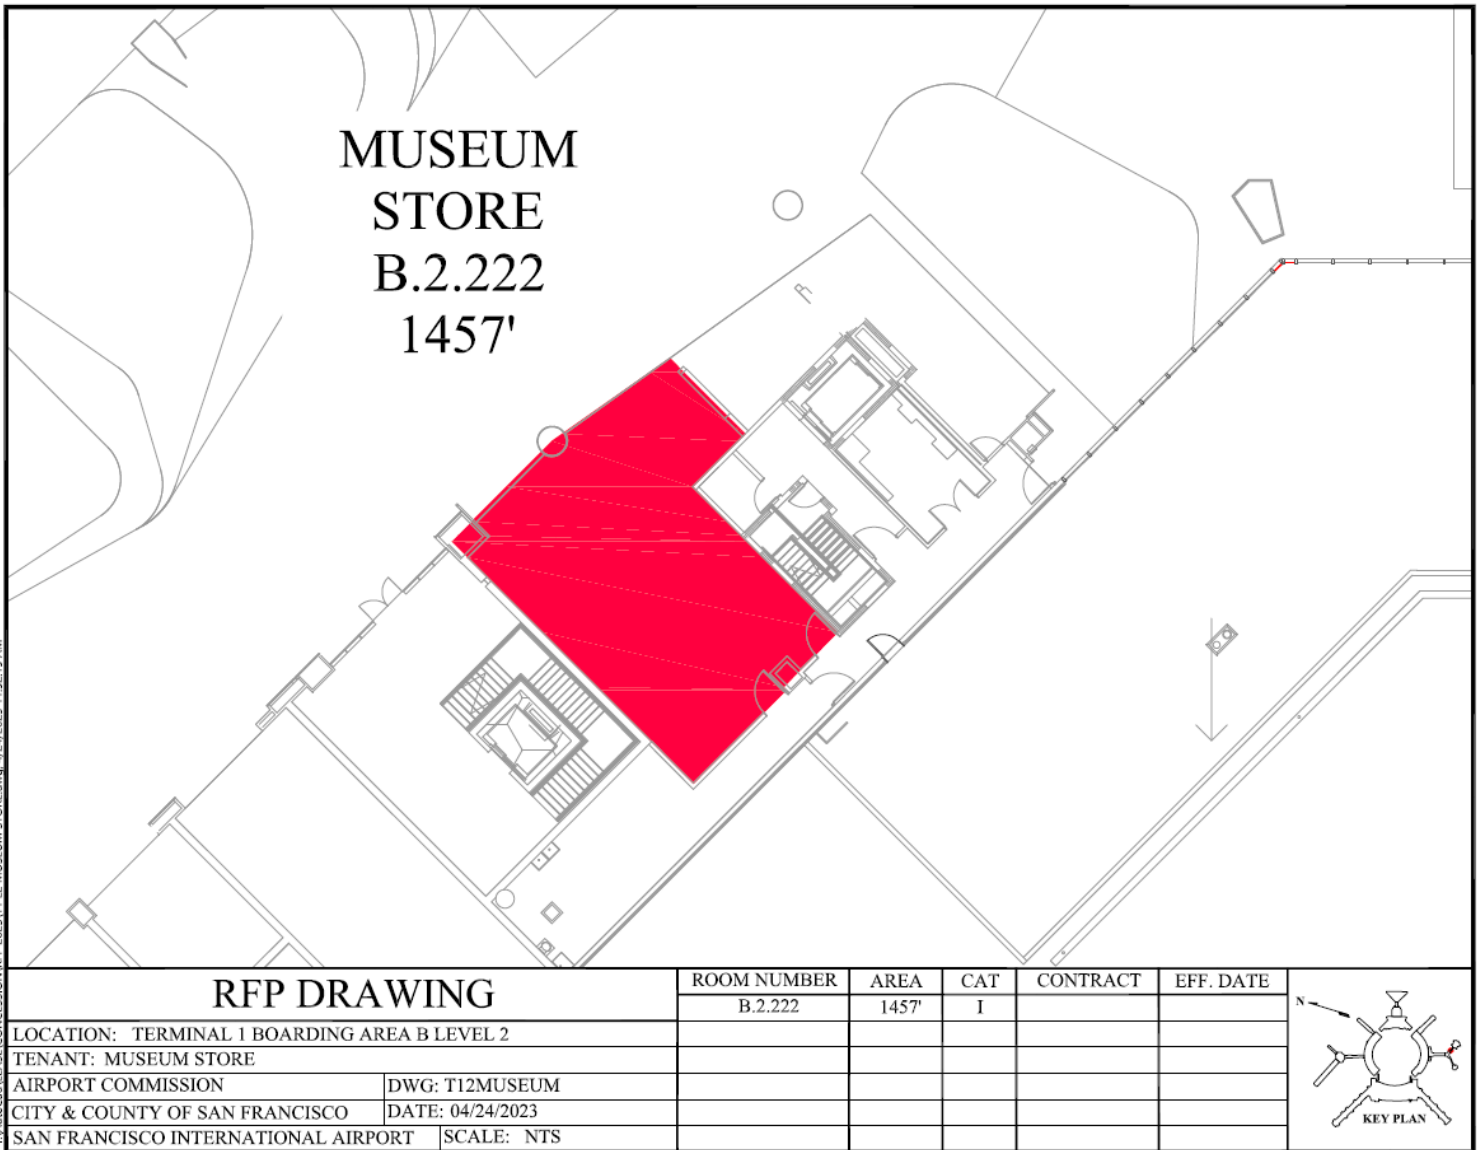 MUSEUM
STORE
B.2.222
1457'
RFP DRAWING
LOCATION: TERMINAL 1 BOARDING AREA B LEVEL 2
TENANT: MUSEUM STORE
AIRPORT COMMISSION
DWG: T12MUSEUM
CITY & COUNTY OF SAN FRANCISCO
DATE: 04/24/2023
SAN FRANCISCO INTERNATIONAL AIRPORT
SCALE: NTS
ROOM NUMBER AREA CAT CONTRACT EFF. DATE
B.2.222 1457' I
N
KEY PLAN